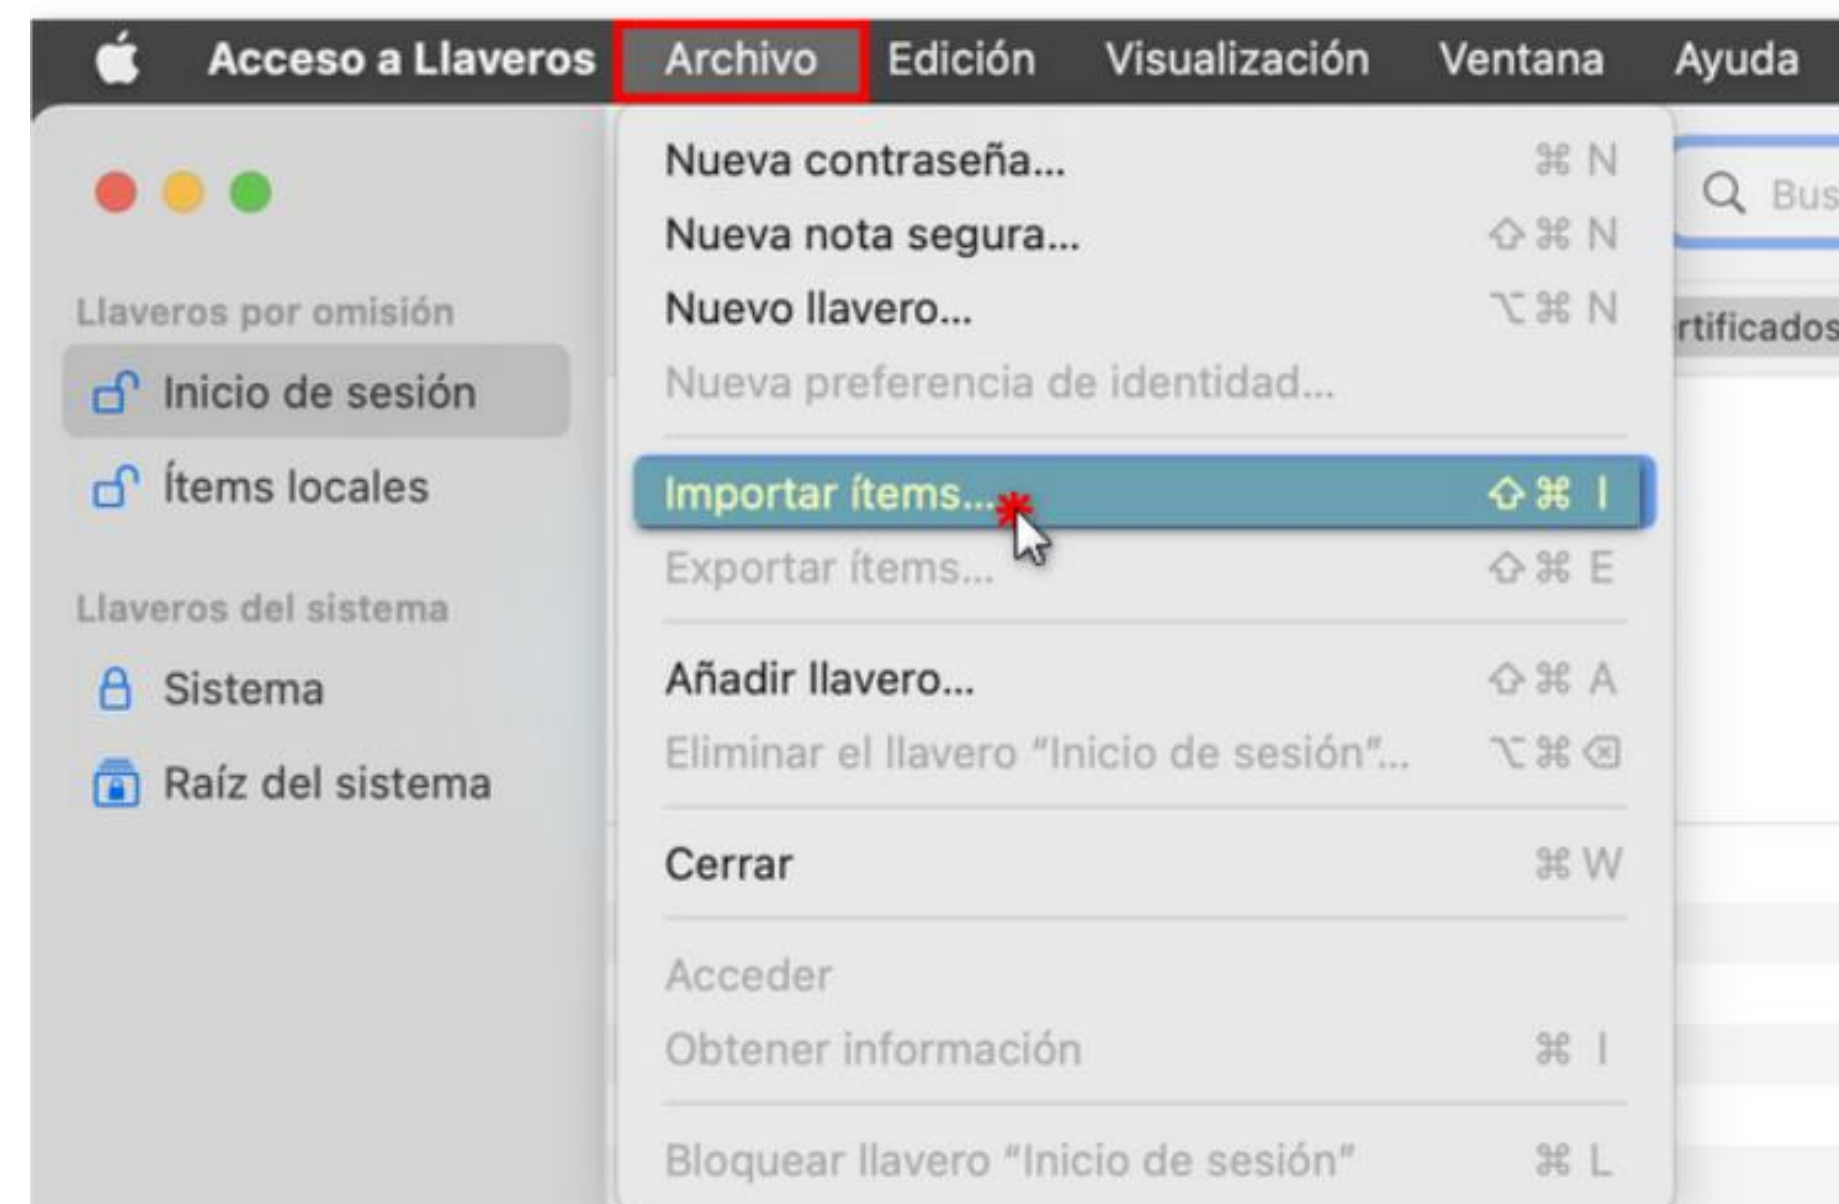 Acceso a Llaveros Archivo Edición Visualización Ventana Ayuda
Llaveros por omisión
Inicio de sesión
Ítems locales
Llaveros del sistema
Sistema
Raíz del sistema
Nueva contraseña... ⌘ N
Nueva nota segura... ⇧ ⌘ N
Nuevo llavero... ⌥ ⌘ N
Nueva preferencia de identidad...
Importar ítems... ⇧ ⌘ I
Exportar ítems... ⇧ ⌘ E
Añadir llavero... ⇧ ⌘ A
Eliminar el llavero “Inicio de sesión”... ⌥ ⌘ ⌫
Cerrar ⌘ W
Acceder
Obtener información ⌘ I
Bloquear llavero “Inicio de sesión” ⌘ L
Bus
rtificados